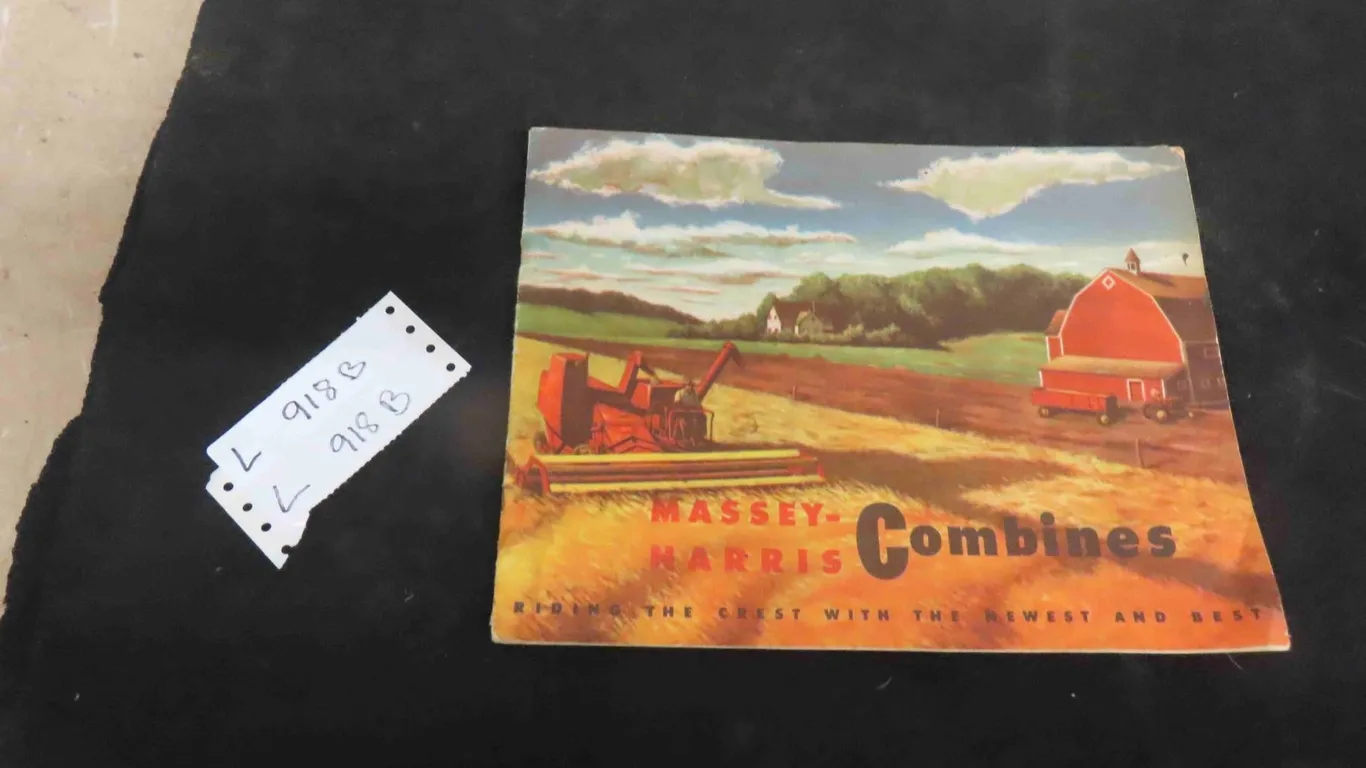 L 918B
L 918B
MASSEY-
HARRIS Combines
RIDING THE CREST WITH THE NEWEST AND BEST